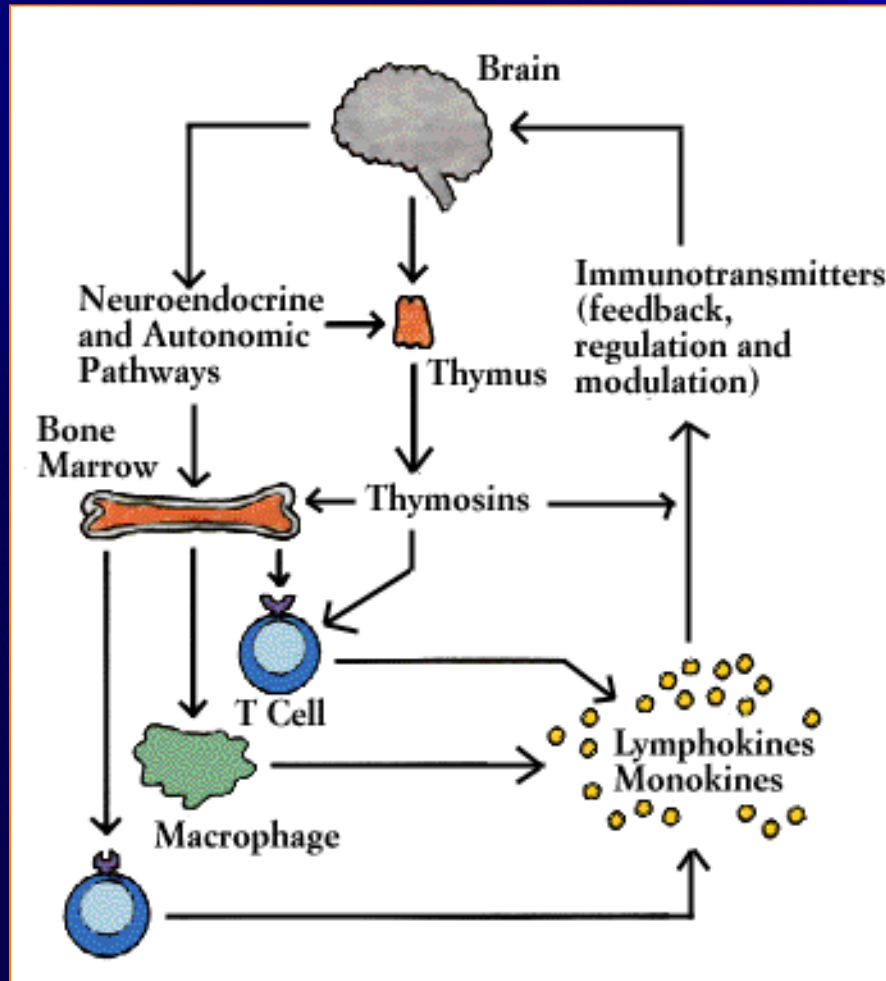 Brain
Neuroendocrine
and Autonomic
Pathways
Immunotransmitters
(feedback,
regulation and
modulation)
Thymus
Bone
Marrow
Thymosins
T Cell
Lymphokines
Monokines
Macrophage